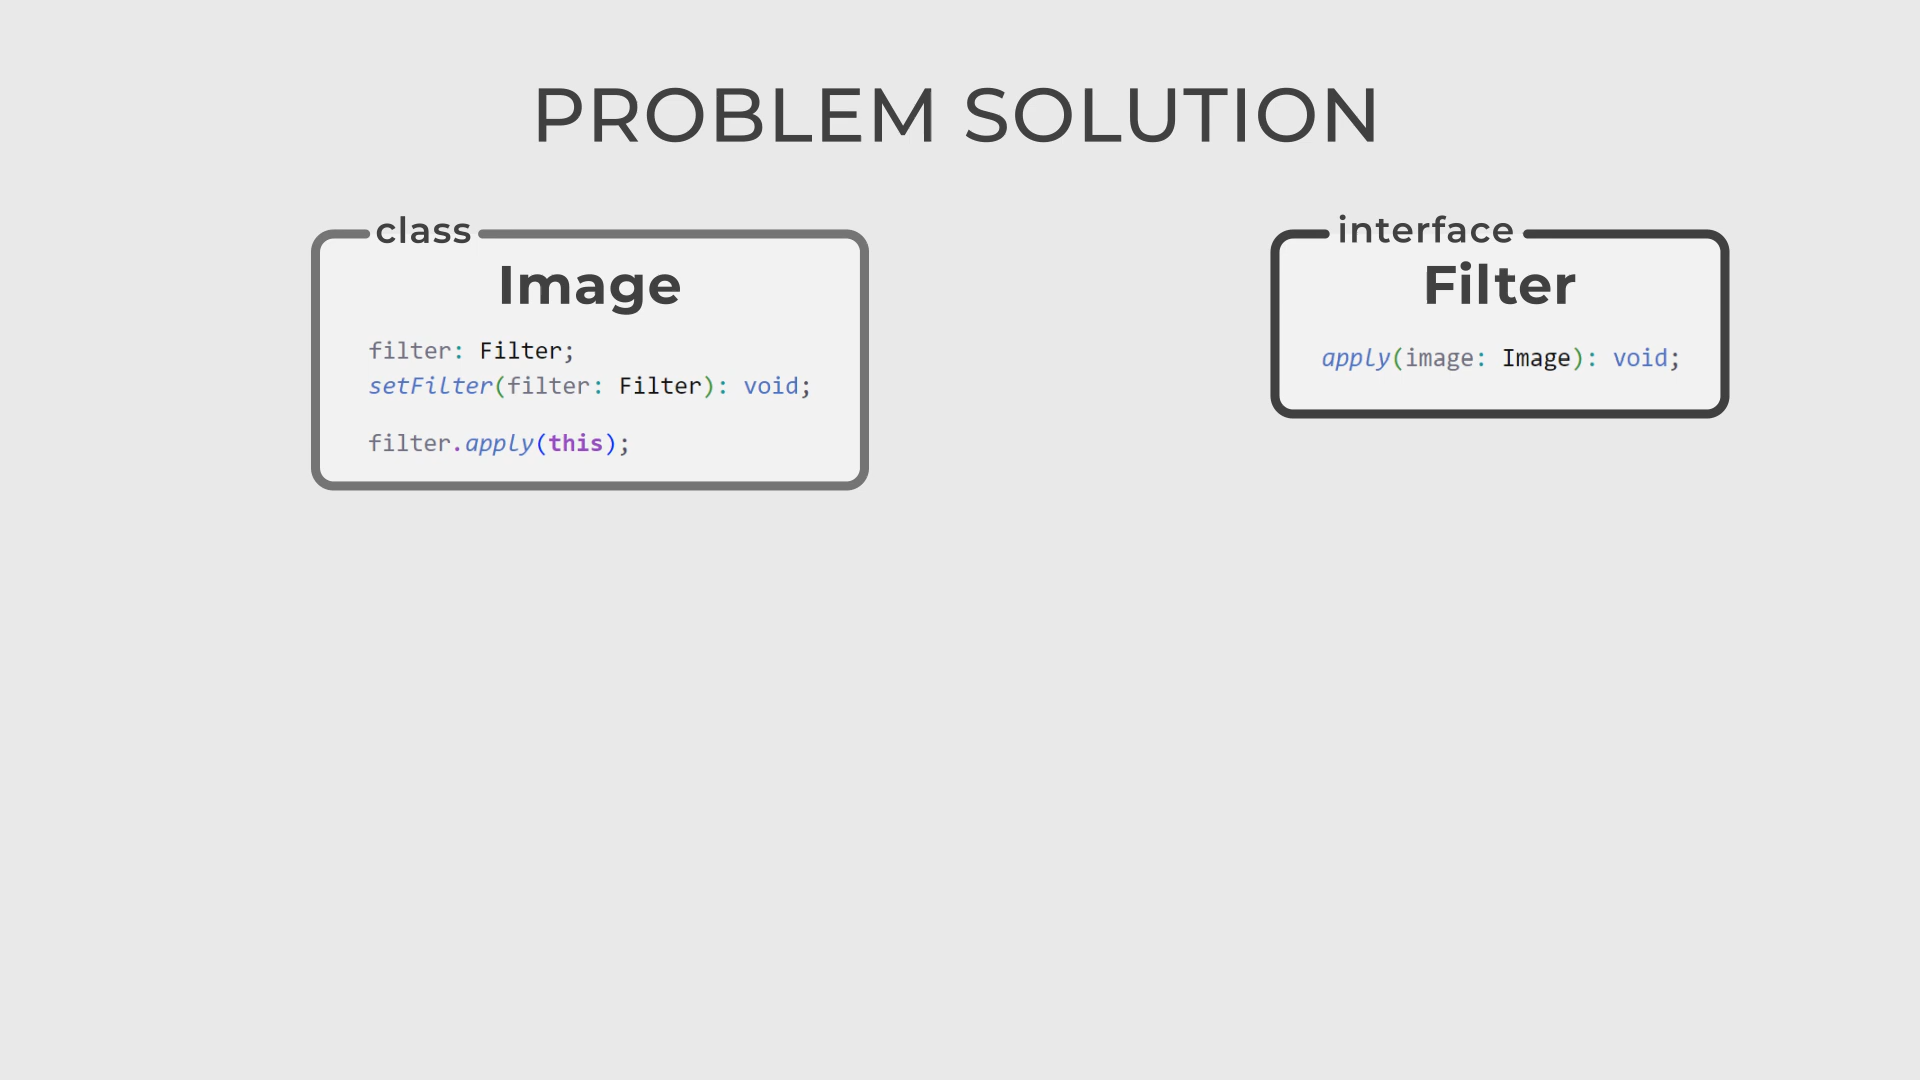 PROBLEM SOLUTION
class
Image
filter: Filter;
setFilter(filter: Filter): void;
filter.apply(this);
interface
Filter
apply(image: Image): void;